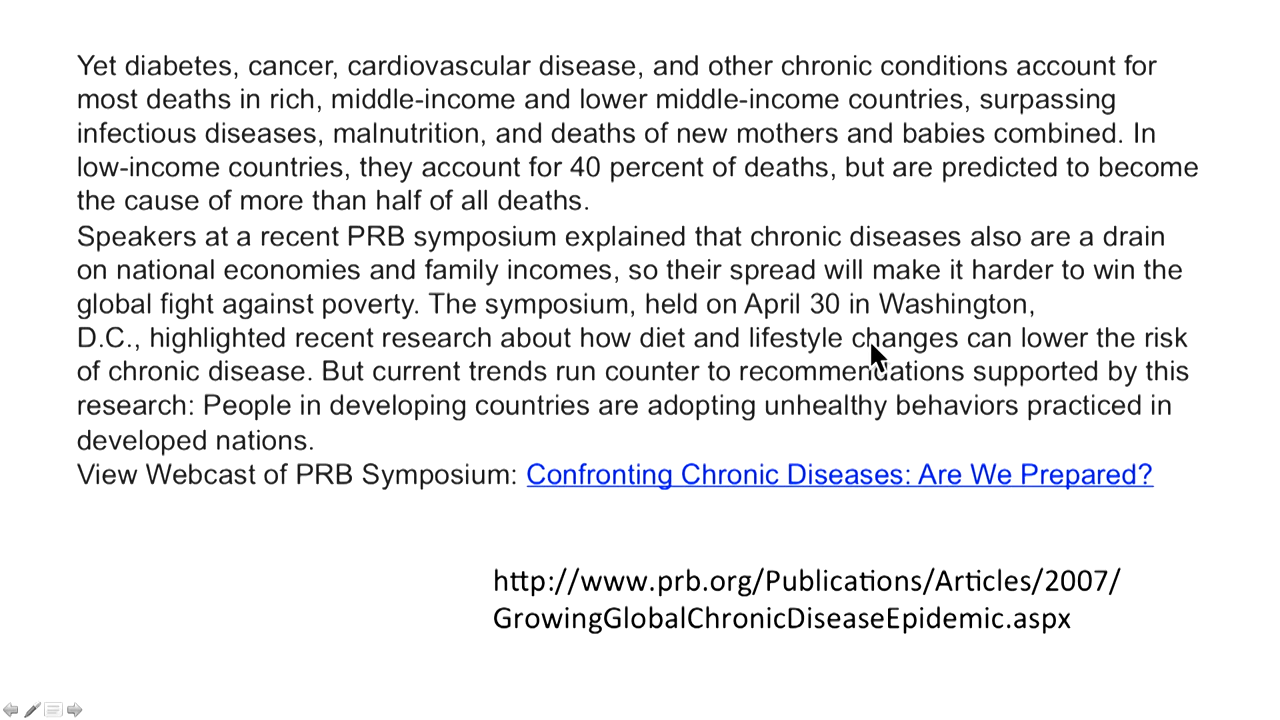 Yet diabetes, cancer, cardiovascular disease, and other chronic conditions account for
most deaths in rich, middle-income and lower middle-income countries, surpassing
infectious diseases, malnutrition, and deaths of new mothers and babies combined. In
low-income countries, they account for 40 percent of deaths, but are predicted to become
the cause of more than half of all deaths.
Speakers at a recent PRB symposium explained that chronic diseases also are a drain
on national economies and family incomes, so their spread will make it harder to win the
global fight against poverty. The symposium, held on April 30 in Washington,
D.C., highlighted recent research about how diet and lifestyle changes can lower the risk
of chronic disease. But current trends run counter to recommendations supported by this
research: People in developing countries are adopting unhealthy behaviors practiced in
developed nations.
View Webcast of PRB Symposium: Confronting Chronic Diseases: Are We Prepared?
http://www.prb.org/Publications/Articles/2007/
GrowingGlobalChronicDiseaseEpidemic.aspx